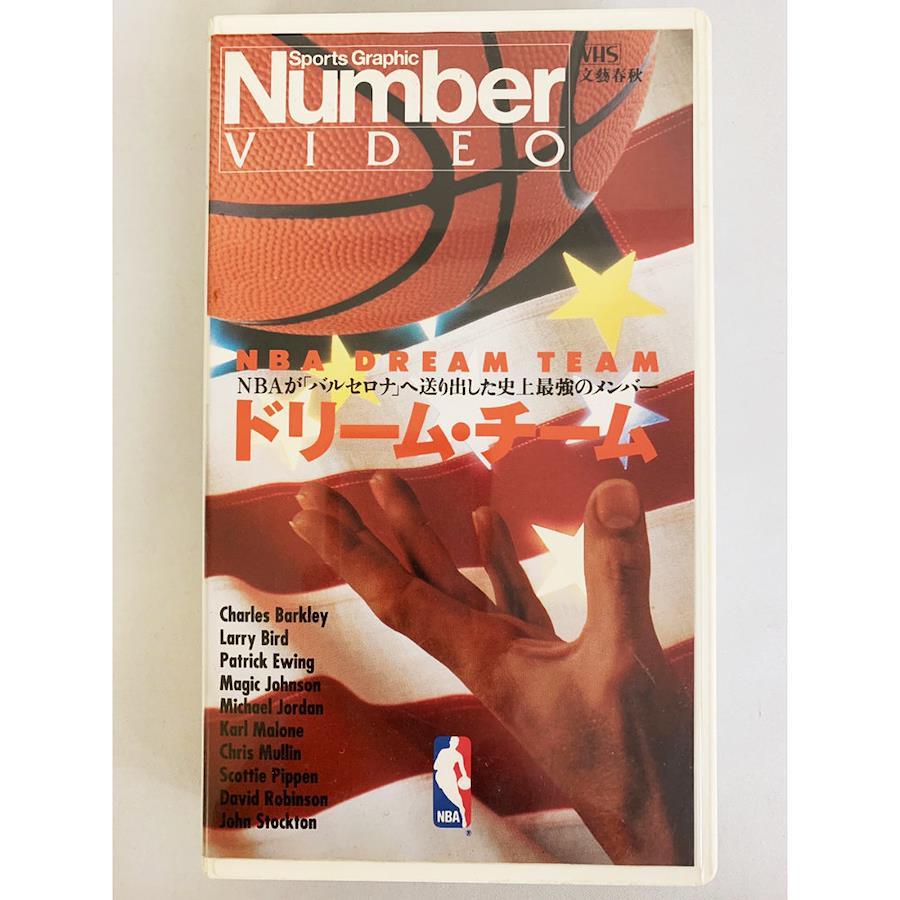 Sports Graphic
Number
VIDEO
VHS
文藝春秋
NBA DREAM TEAM
NBAが「バルセロナ」へ送り出した史上最強のメンバー
ドリーム・チーム
Charles Barkley
Larry Bird
Patrick Ewing
Magic Johnson
Michael Jordan
Karl Malone
Chris Mullin
Scottie Pippen
David Robinson
John Stockton
NBA
®